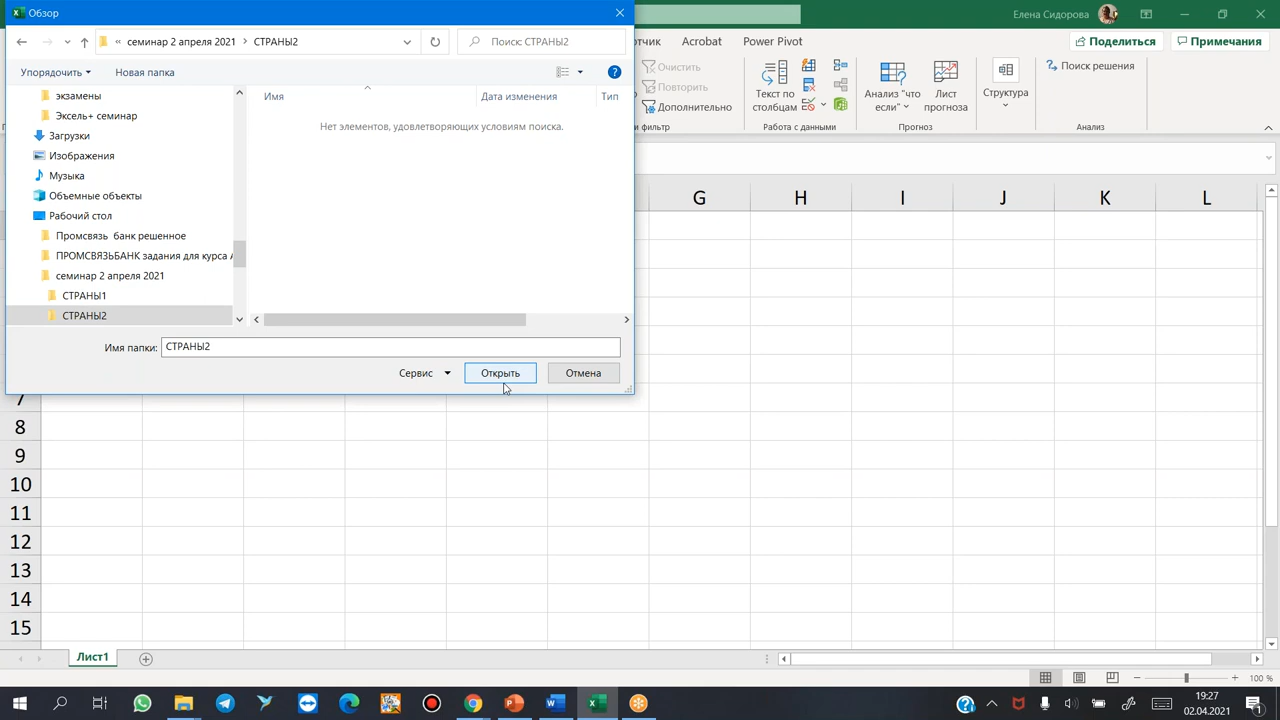 Обзор
Елена Сидорова
« семинар 2 апреля 2021 > СТРАНЫ2
Поиск: СТРАНЫ2
Acrobat
Power Pivot
Поделиться
Примечания
Упорядочить
Новая папка
Имя
Дата изменения
Тип
Нет элементов, удовлетворяющих условиям поиска.
экзамены
Эксель+ семинар
Загрузки
Изображения
Музыка
Объемные объекты
Рабочий стол
Промсвязь банк решенное
ПРОМСВЯЗЬБАНК задания для курса
семинар 2 апреля 2021
СТРАНЫ1
СТРАНЫ2
Имя папки:
СТРАНЫ2
Сервис
Открыть
Отмена
Очистить
Повторить
Дополнительно
Текст по
столбцам
Анализ "что
если"
Лист
прогноза
Структура
Поиск решения
фильтр
Работа с данными
Прогноз
Анализ
G H I J K L
7
8
9
10
11
12
13
14
15
Лист1
100 %
19:27
02.04.2021
1